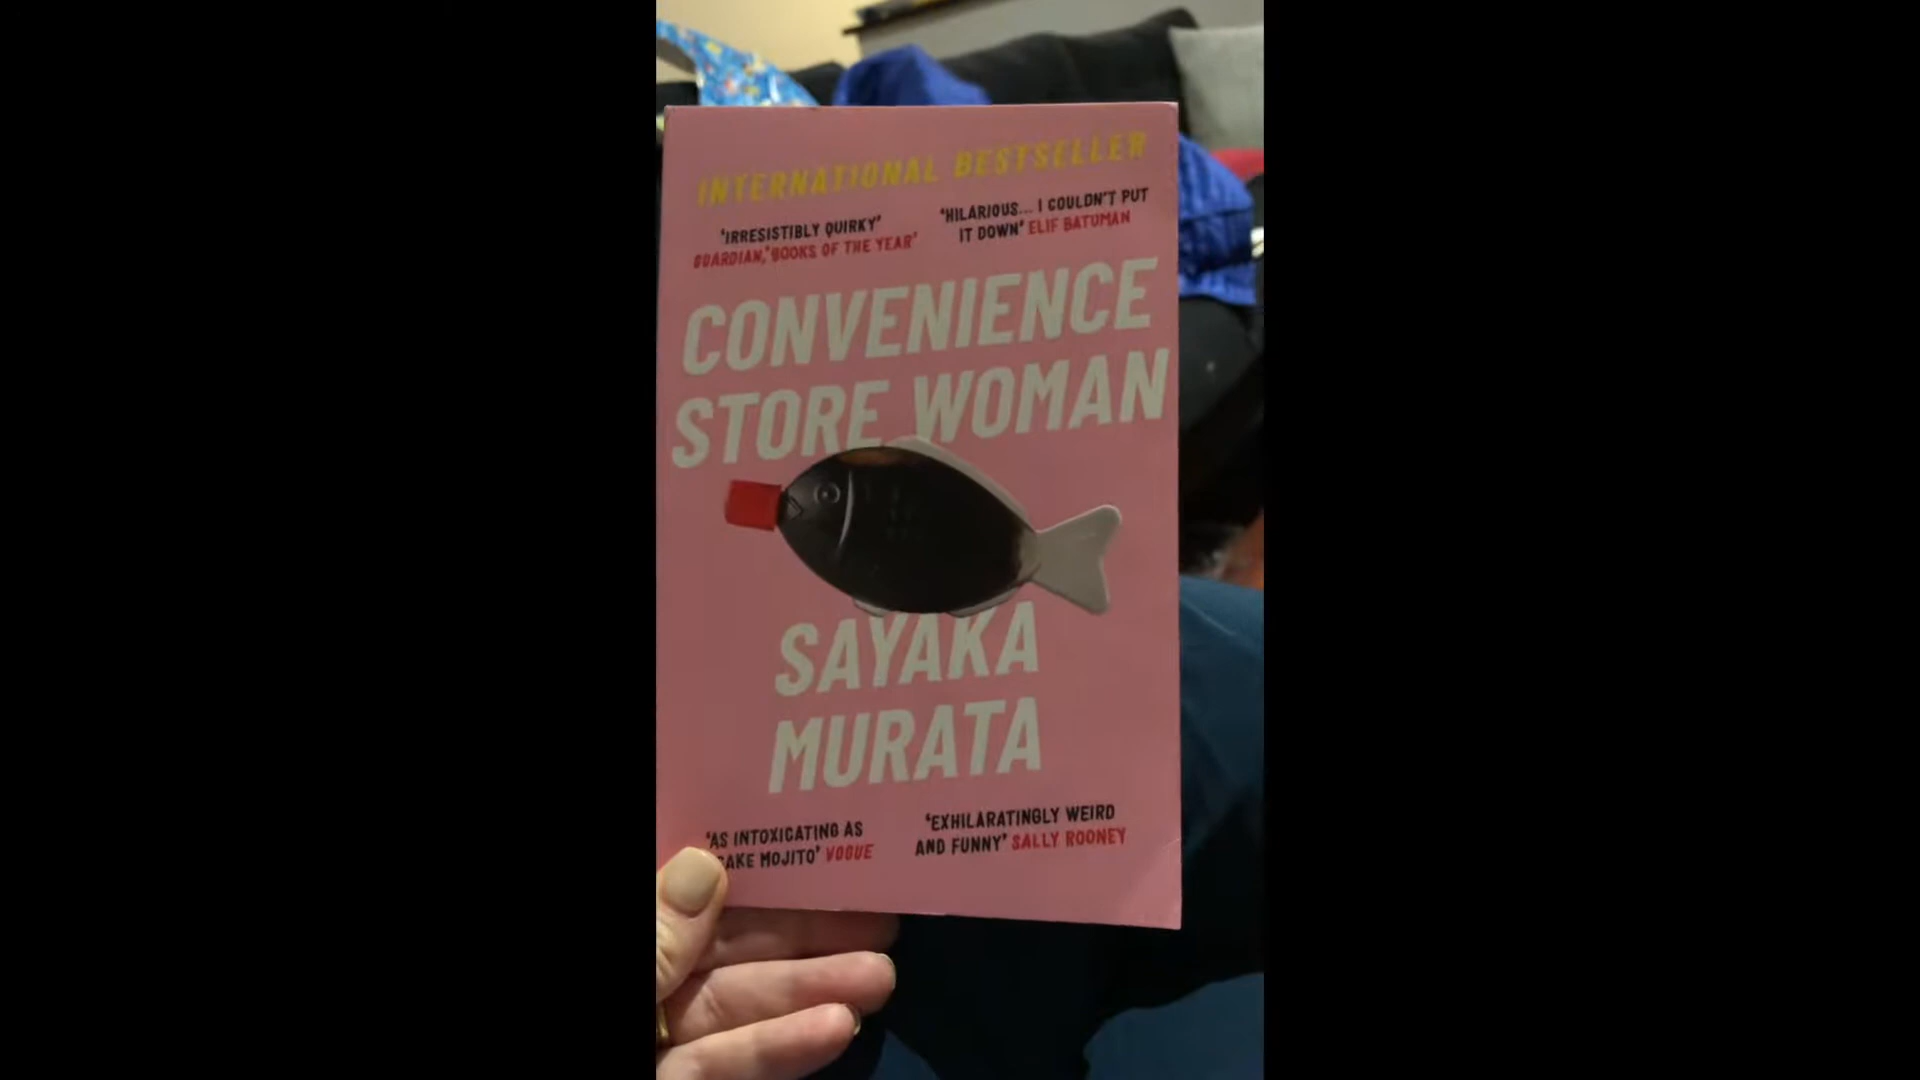 INTERNATIONAL BESTSELLER
'IRRESISTIBLY QUIRKY'
GUARDIAN, 'BOOKS OF THE YEAR'
'HILARIOUS... I COULDN'T PUT
IT DOWN' ELIF BATUMAN
CONVENIENCE
STORE WOMAN
SAYAKA
MURATA
'AS INTOXICATING AS
MOJITO' VOGUE
'EXHILARATINGLY WEIRD
AND FUNNY' SALLY ROONEY